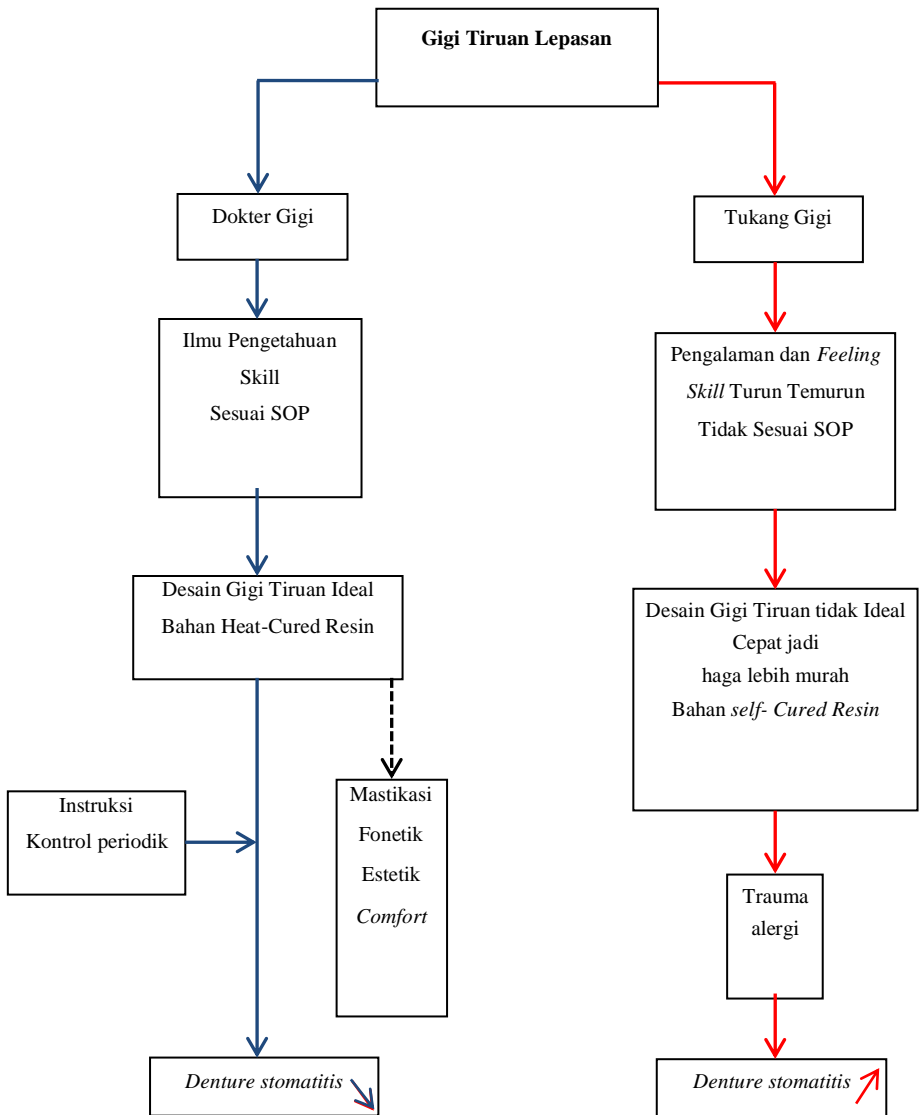 Gigi Tiruan Lepasan
Dokter Gigi
Tukang Gigi
Ilmu Pengetahuan
Skill
Sesuai SOP
Pengalaman dan Feeling
Skill Turun Temurun
Tidak Sesuai SOP
Desain Gigi Tiruan Ideal
Bahan Heat-Cured Resin
Desain Gigi Tiruan tidak Ideal
Cepat jadi
haga lebih murah
Bahan self- Cured Resin
Instruksi
Kontrol periodik
Mastikasi
Fonetik
Estetik
Comfort
Trauma
alergi
Denture stomatitis
Denture stomatitis